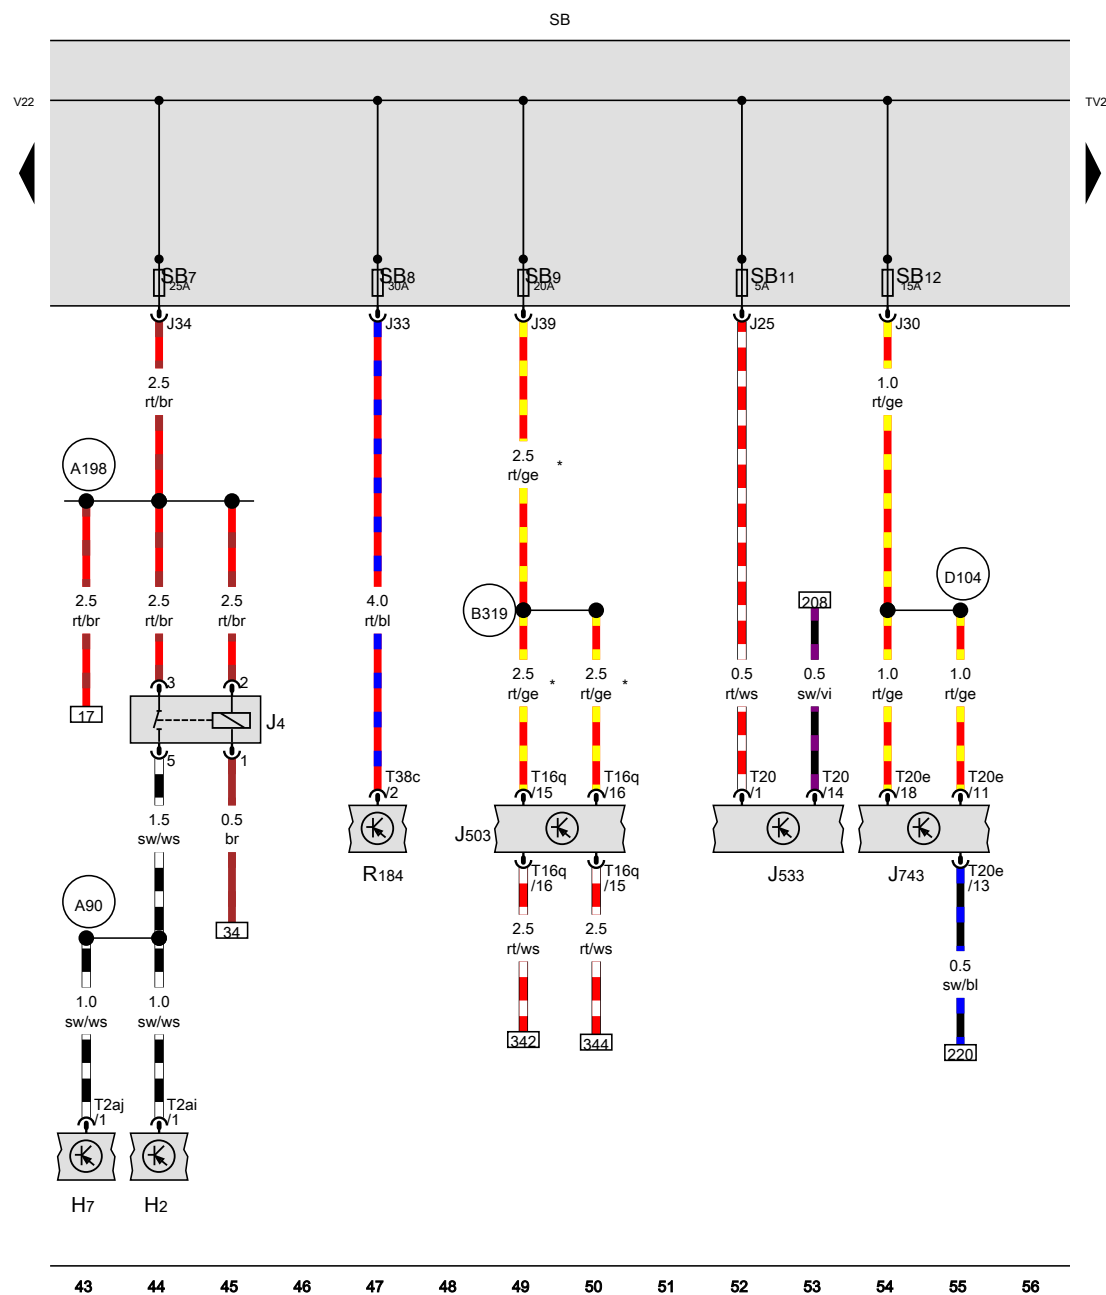 SB
V22
TV2
SB7
25A
SB8
30A
SB9
20A
SB11
5A
SB12
15A
J34
J33
J39
J25
J30
2.5
rt/br
1.0
rt/ge
2.5
rt/ge *
A198
D104
B319
208
2.5
rt/br
2.5
rt/br
2.5
rt/br
4.0
rt/bl
2.5
rt/ge *
2.5
rt/ge *
0.5
rt/ws
0.5
sw/vi
1.0
rt/ge
1.0
rt/ge
3
2
17
J4
5
1
T38c
/2
T16q
/15
T16q
/16
T20
/1
T20
/14
T20e
/18
T20e
/11
1.5
sw/ws
0.5
br
R184
J503
J533
J743
T16q
/16
T16q
/15
T20e
/13
A90
34
2.5
rt/ws
2.5
rt/ws
0.5
sw/bl
1.0
sw/ws
1.0
sw/ws
342
344
220
T2aj
/1
T2ai
/1
H7
H2
43 44 45 46 47 48 49 50 51 52 53 54 55 56